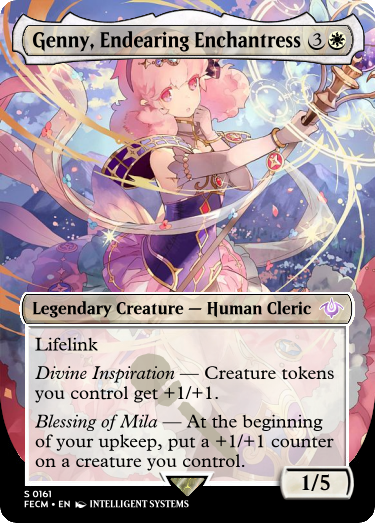 Genny, Endearing Enchantress 3
Legendary Creature — Human Cleric
Lifelink
Divine Inspiration — Creature tokens
you control get +1/+1.
Blessing of Mila — At the beginning
of your upkeep, put a +1/+1 counter
on a creature you control.
1/5
S 0161
FECM • EN INTELLIGENT SYSTEMS